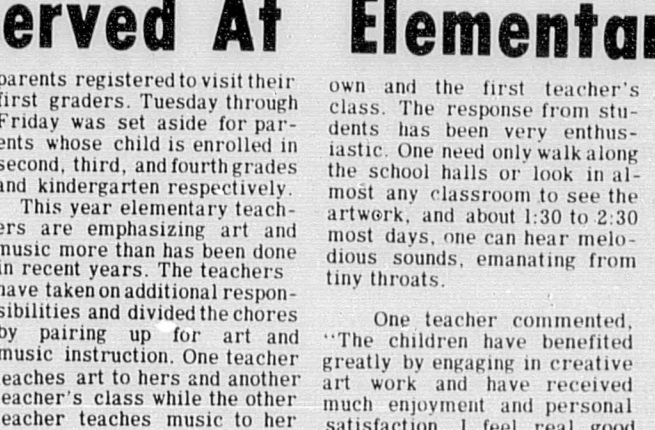 erved At Elementar
parents registered to visit their
first graders. Tuesday through
Friday was set aside for par-
ents whose child is enrolled in
second, third, and fourth grades
and kindergarten respectively.
This year elementary teach-
ers are emphasizing art and
music more than has been done
in recent years. The teachers
have taken on additional respon-
sibilities and divided the chores
by pairing up for art and
music instruction. One teacher
teaches art to hers and another
teacher's class while the other
teacher teaches music to her
own and the first teacher's
class. The response from stu-
dents has been very enthus-
iastic. One need only walk along
the school halls or look in al-
most any classroom to see the
artwork, and about 1:30 to 2:30
most days, one can hear melo-
dious sounds, emanating from
tiny throats.
One teacher commented,
"The children have benefited
greatly by engaging in creative
art work and have received
much enjoyment and personal
satisfaction. I feel real good